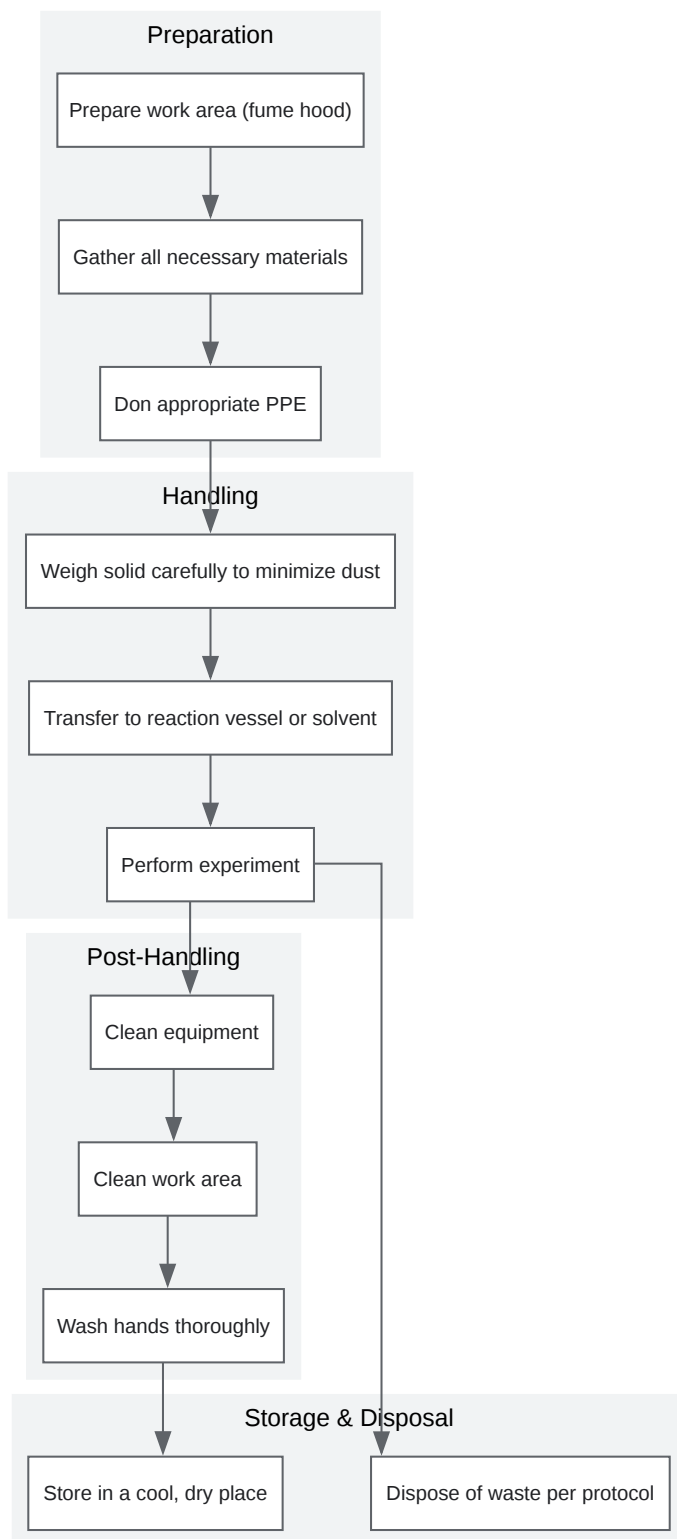 Preparation
Prepare work area (fume hood)
Gather all necessary materials
Don appropriate PPE
Handling
Weigh solid carefully to minimize dust
Transfer to reaction vessel or solvent
Perform experiment
Post-Handling
Clean equipment
Clean work area
Wash hands thoroughly
Storage & Disposal
Store in a cool, dry place
Dispose of waste per protocol